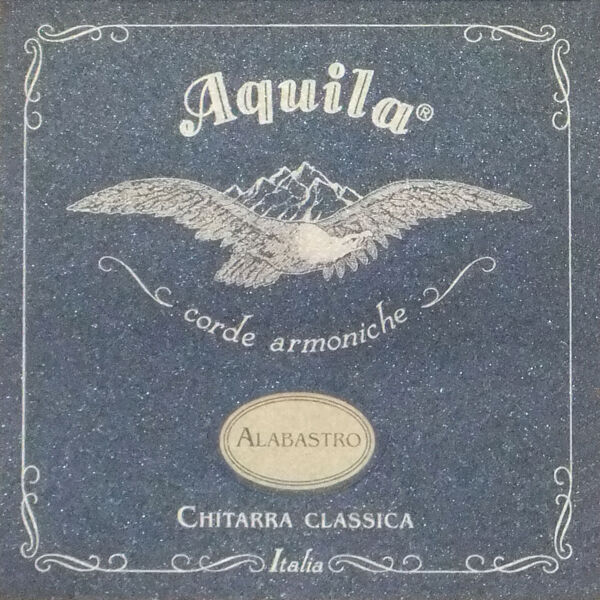 Aquila®
corde armoniche
ALABASTRO
CHITARRA CLASSICA
Italia